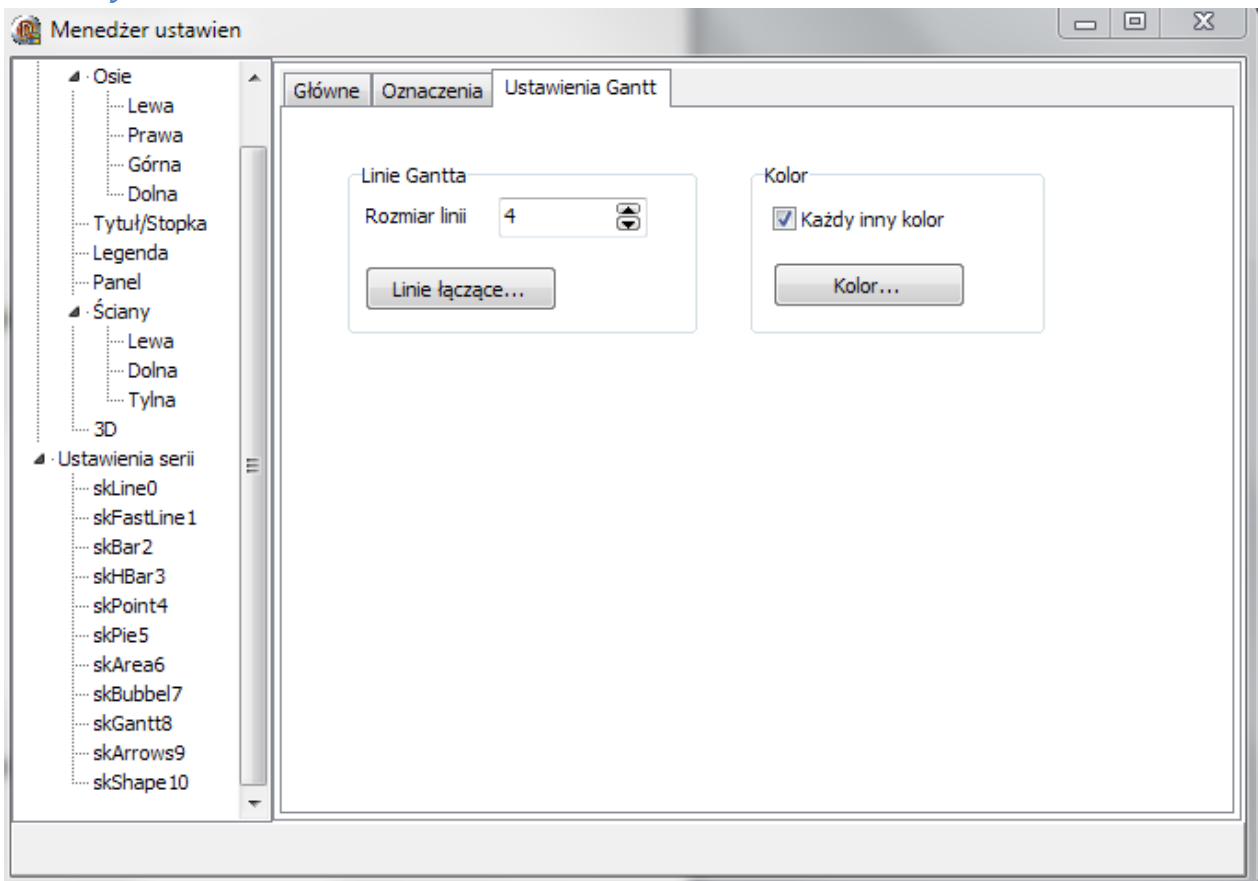 Menedżer ustawien
Osie
Lewa
Prawa
Górna
Dolna
Tytuł/Stopka
Legenda
Panel
Ściany
Lewa
Dolna
Tylna
3D
Ustawienia serii
skLine0
skFastLine1
skBar2
skHBar3
skPoint4
skPie5
skArea6
skBubbel7
skGantt8
skArrows9
skShape10
Główne Oznaczenia Ustawienia Gantt
Linie Gantta
Rozmiar linii 4
Linie łączące...
Kolor
Każdy inny kolor
Kolor...